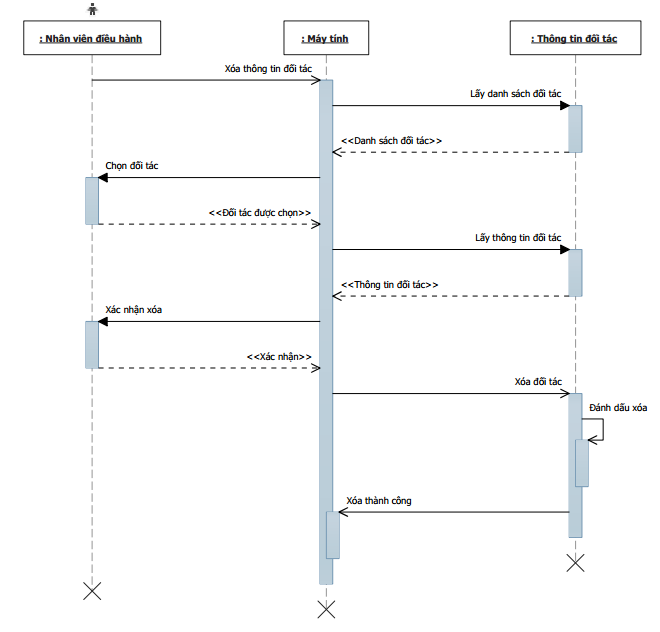 : Nhân viên điều hành
: Máy tính
: Thông tin đối tác
Xóa thông tin đối tác
Lấy danh sách đối tác
<<Danh sách đối tác>>
Chọn đối tác
<<Đối tác được chọn>>
Lấy thông tin đối tác
<<Thông tin đối tác>>
Xác nhận xóa
<<Xác nhận>>
Xóa đối tác
Đánh dấu xóa
Xóa thành công